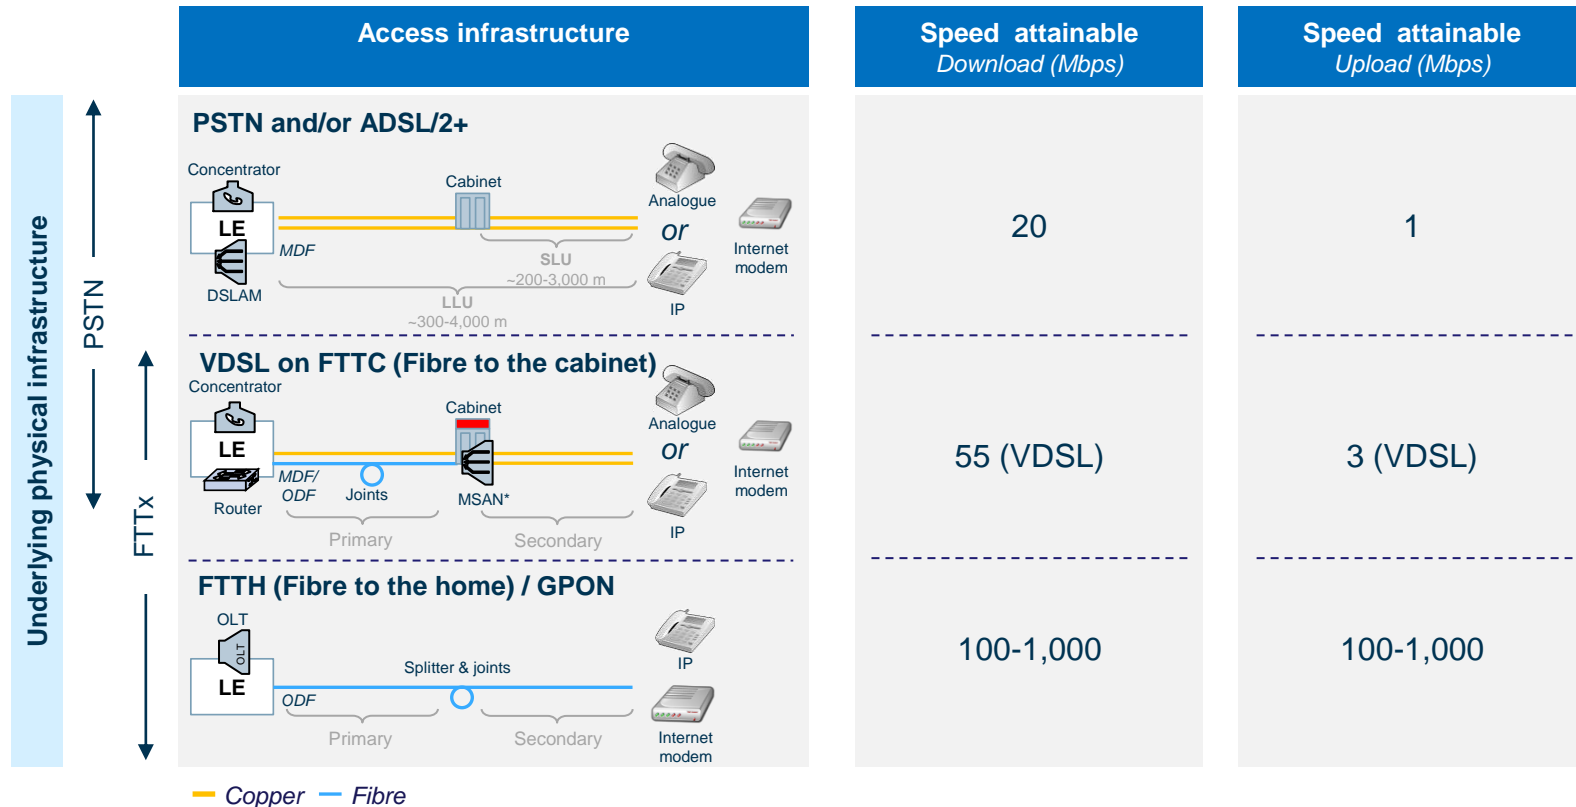 Access infrastructure
Speed attainable
Download (Mbps)
Speed attainable
Upload (Mbps)
Underlying physical infrastructure
PSTN
FTTx
PSTN and/or ADSL/2+
Concentrator
LE
MDF
DSLAM
Cabinet
SLU
~200-3,000 m
LLU
~300-4,000 m
Analogue
or
IP
Internet
modem
20
1
VDSL on FTTC (Fibre to the cabinet)
Concentrator
LE
Router
MDF/
ODF
Joints
Cabinet
MSAN*
Primary
Secondary
Analogue
or
IP
Internet
modem
55 (VDSL)
3 (VDSL)
FTTH (Fibre to the home) / GPON
OLT
OLT
LE
ODF
Splitter & joints
Primary
Secondary
IP
Internet
modem
100-1,000
100-1,000
Copper
Fibre